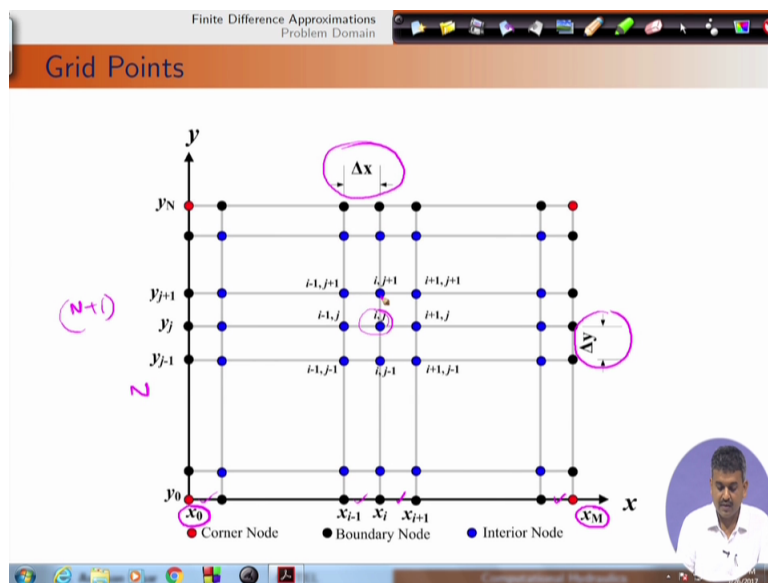 Finite Difference Approximations
Problem Domain
Grid Points
y
Δx
yN
i-1, j+1 i, j+1 i+1, j+1
yj+1
(N+1)
i-1, j i, j i+1, j
yj
Δy
yj-1
i-1, j-1 i, j-1 i+1, j-1
N
y0
x0 xi-1 xi xi+1 xM x
Corner Node Boundary Node Interior Node